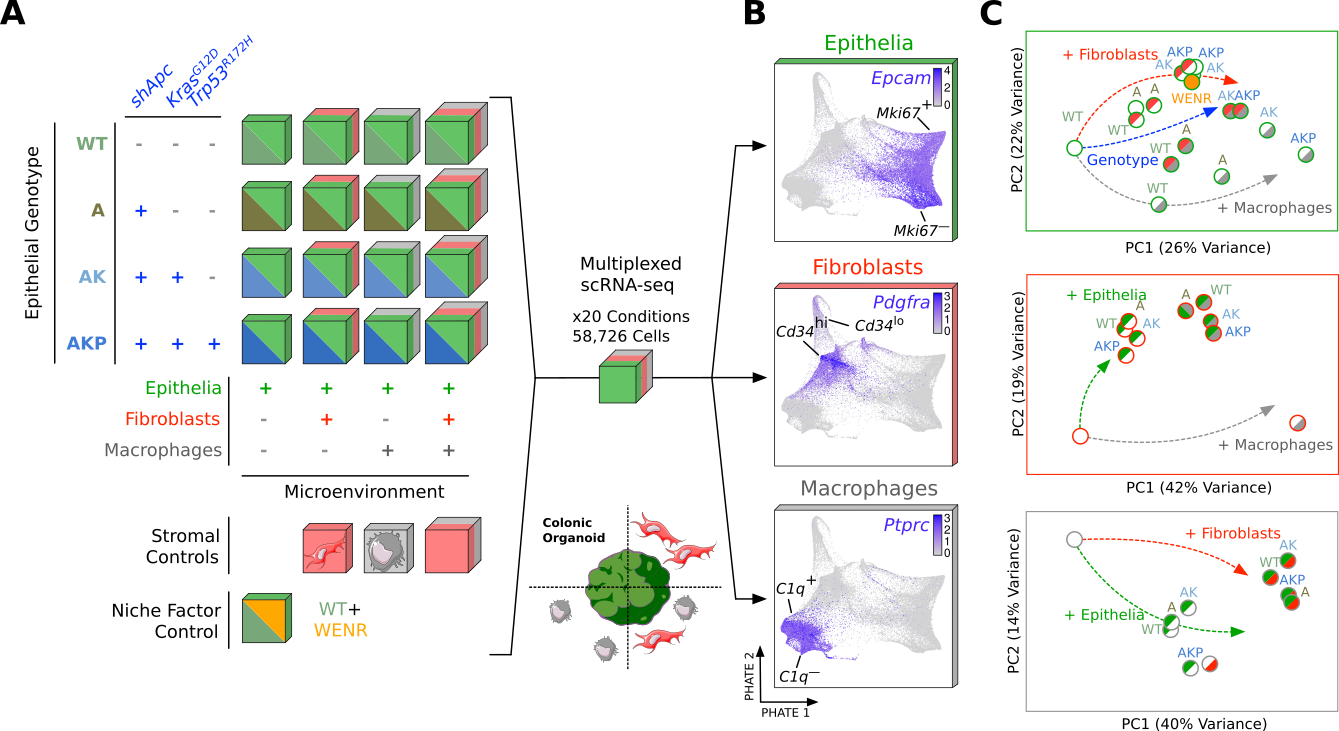 A
shApc
Kras^G12D
Trp53^R172H
Epithelial Genotype
WT - - -
A + - -
AK + + -
AKP + + +
Epithelia + + + +
Fibroblasts - + - +
Macrophages - - + +
Microenvironment
Stromal
Controls
Niche Factor
Control
WT+
WENR
Multiplexed
scRNA-seq
x20 Conditions
58,726 Cells
Colonic
Organoid
B
Epithelia
Epcam
4
2
0
Mki67+
Mki67—
Fibroblasts
Pdgfra
3
2
1
0
Cd34hi
Cd34lo
Macrophages
Ptprc
3
2
1
0
C1q+
C1q—
PHATE 2
PHATE 1
C
+ Fibroblasts
AKP AKP
AK AK
WENR
A A
WT
WT
AK AKP
AK
AKP
A
WT
Genotype
A
WT
+ Macrophages
PC2 (22% Variance)
PC1 (26% Variance)
+ Epithelia
A
WT
AK
AKP
A
WT
AK
AKP
+ Macrophages
PC2 (19% Variance)
PC1 (42% Variance)
+ Fibroblasts
AK
WT
AKP
A
AK
A
+ Epithelia
WT
AKP
PC2 (14% Variance)
PC1 (40% Variance)